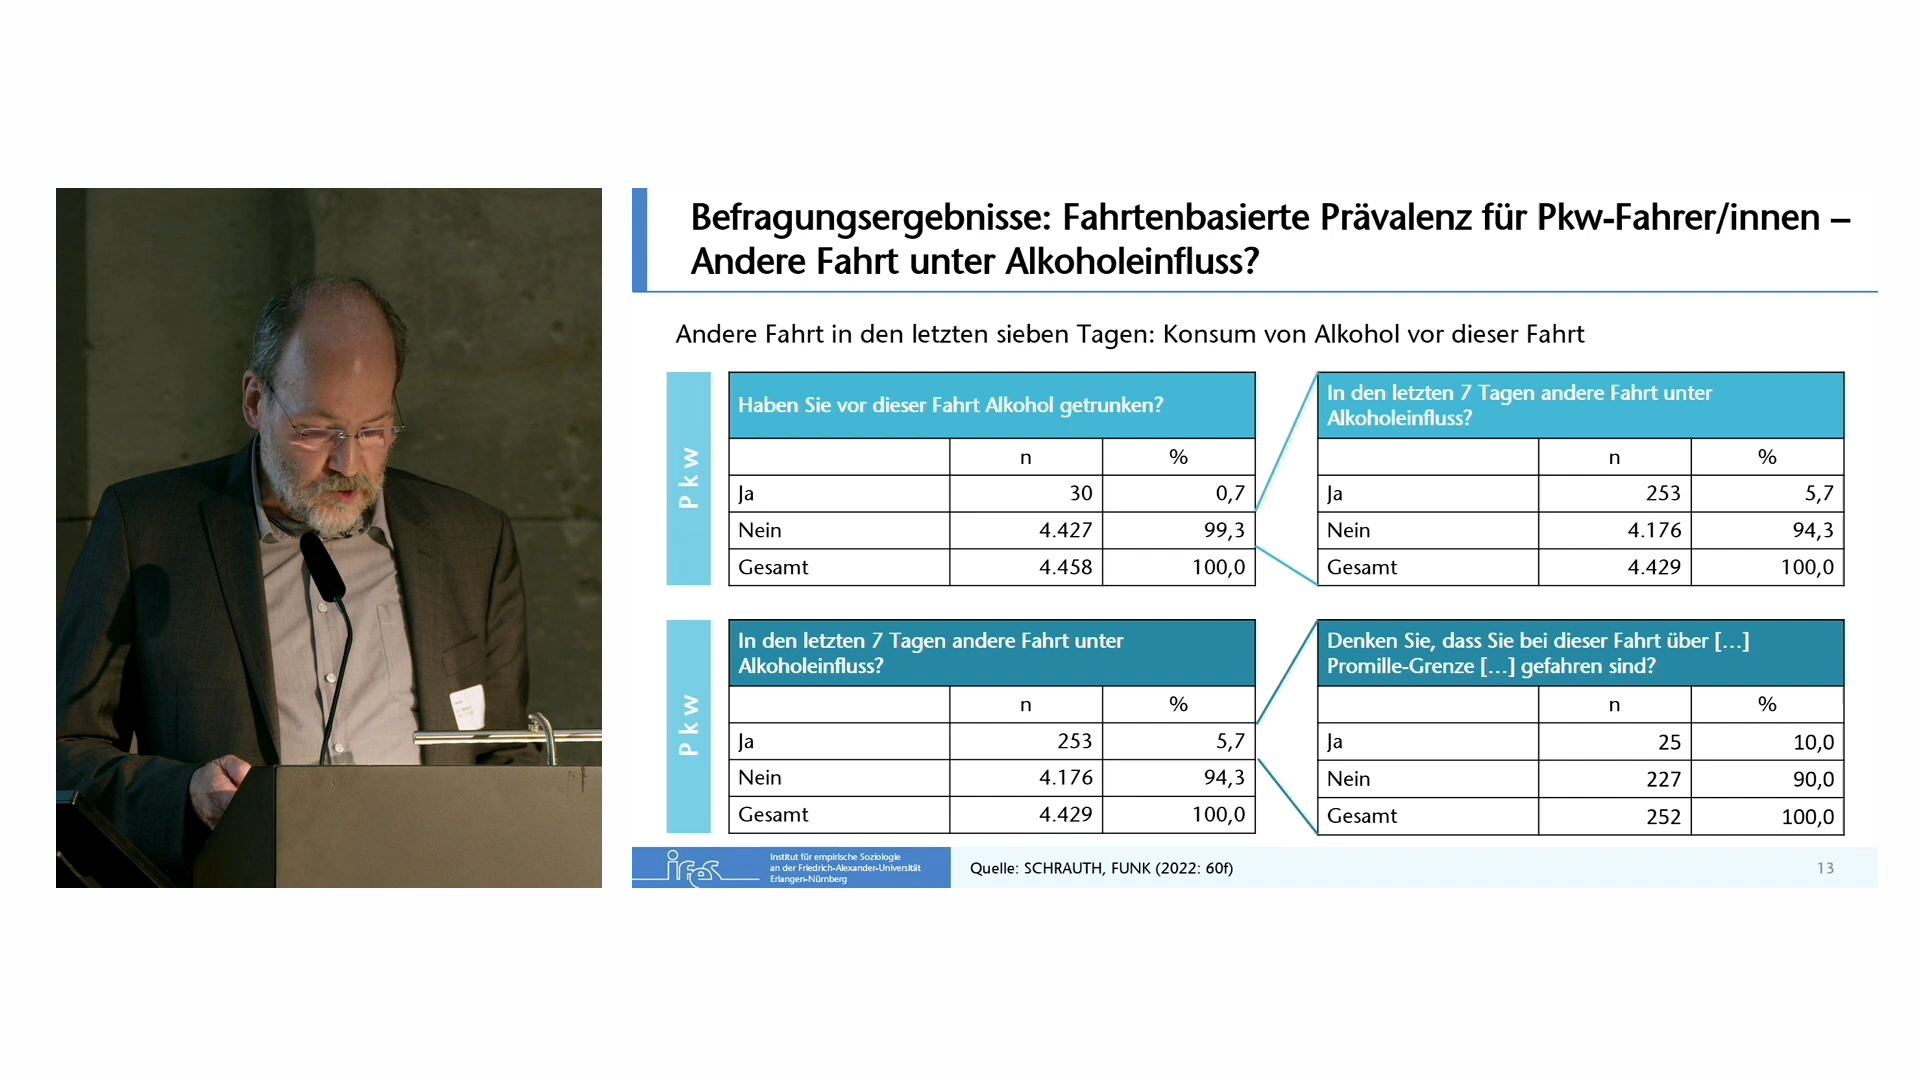 Befragungsergebnisse: Fahrtenbasierte Prävalenz für Pkw-Fahrer/innen –
Andere Fahrt unter Alkoholeinfluss?
Andere Fahrt in den letzten sieben Tagen: Konsum von Alkohol vor dieser Fahrt
Pkw
Haben Sie vor dieser Fahrt Alkohol getrunken?
n %
Ja 30 0,7
Nein 4.427 99,3
Gesamt 4.458 100,0
In den letzten 7 Tagen andere Fahrt unter
Alkoholeinfluss?
n %
Ja 253 5,7
Nein 4.176 94,3
Gesamt 4.429 100,0
Pkw
In den letzten 7 Tagen andere Fahrt unter
Alkoholeinfluss?
n %
Ja 253 5,7
Nein 4.176 94,3
Gesamt 4.429 100,0
Denken Sie, dass Sie bei dieser Fahrt über [...]
Promille-Grenze [...] gefahren sind?
n %
Ja 25 10,0
Nein 227 90,0
Gesamt 252 100,0
ifes
Institut für empirische Soziologie
an der Friedrich-Alexander-Universität
Erlangen-Nürnberg
Quelle: SCHRAUTH, FUNK (2022: 60f)
13